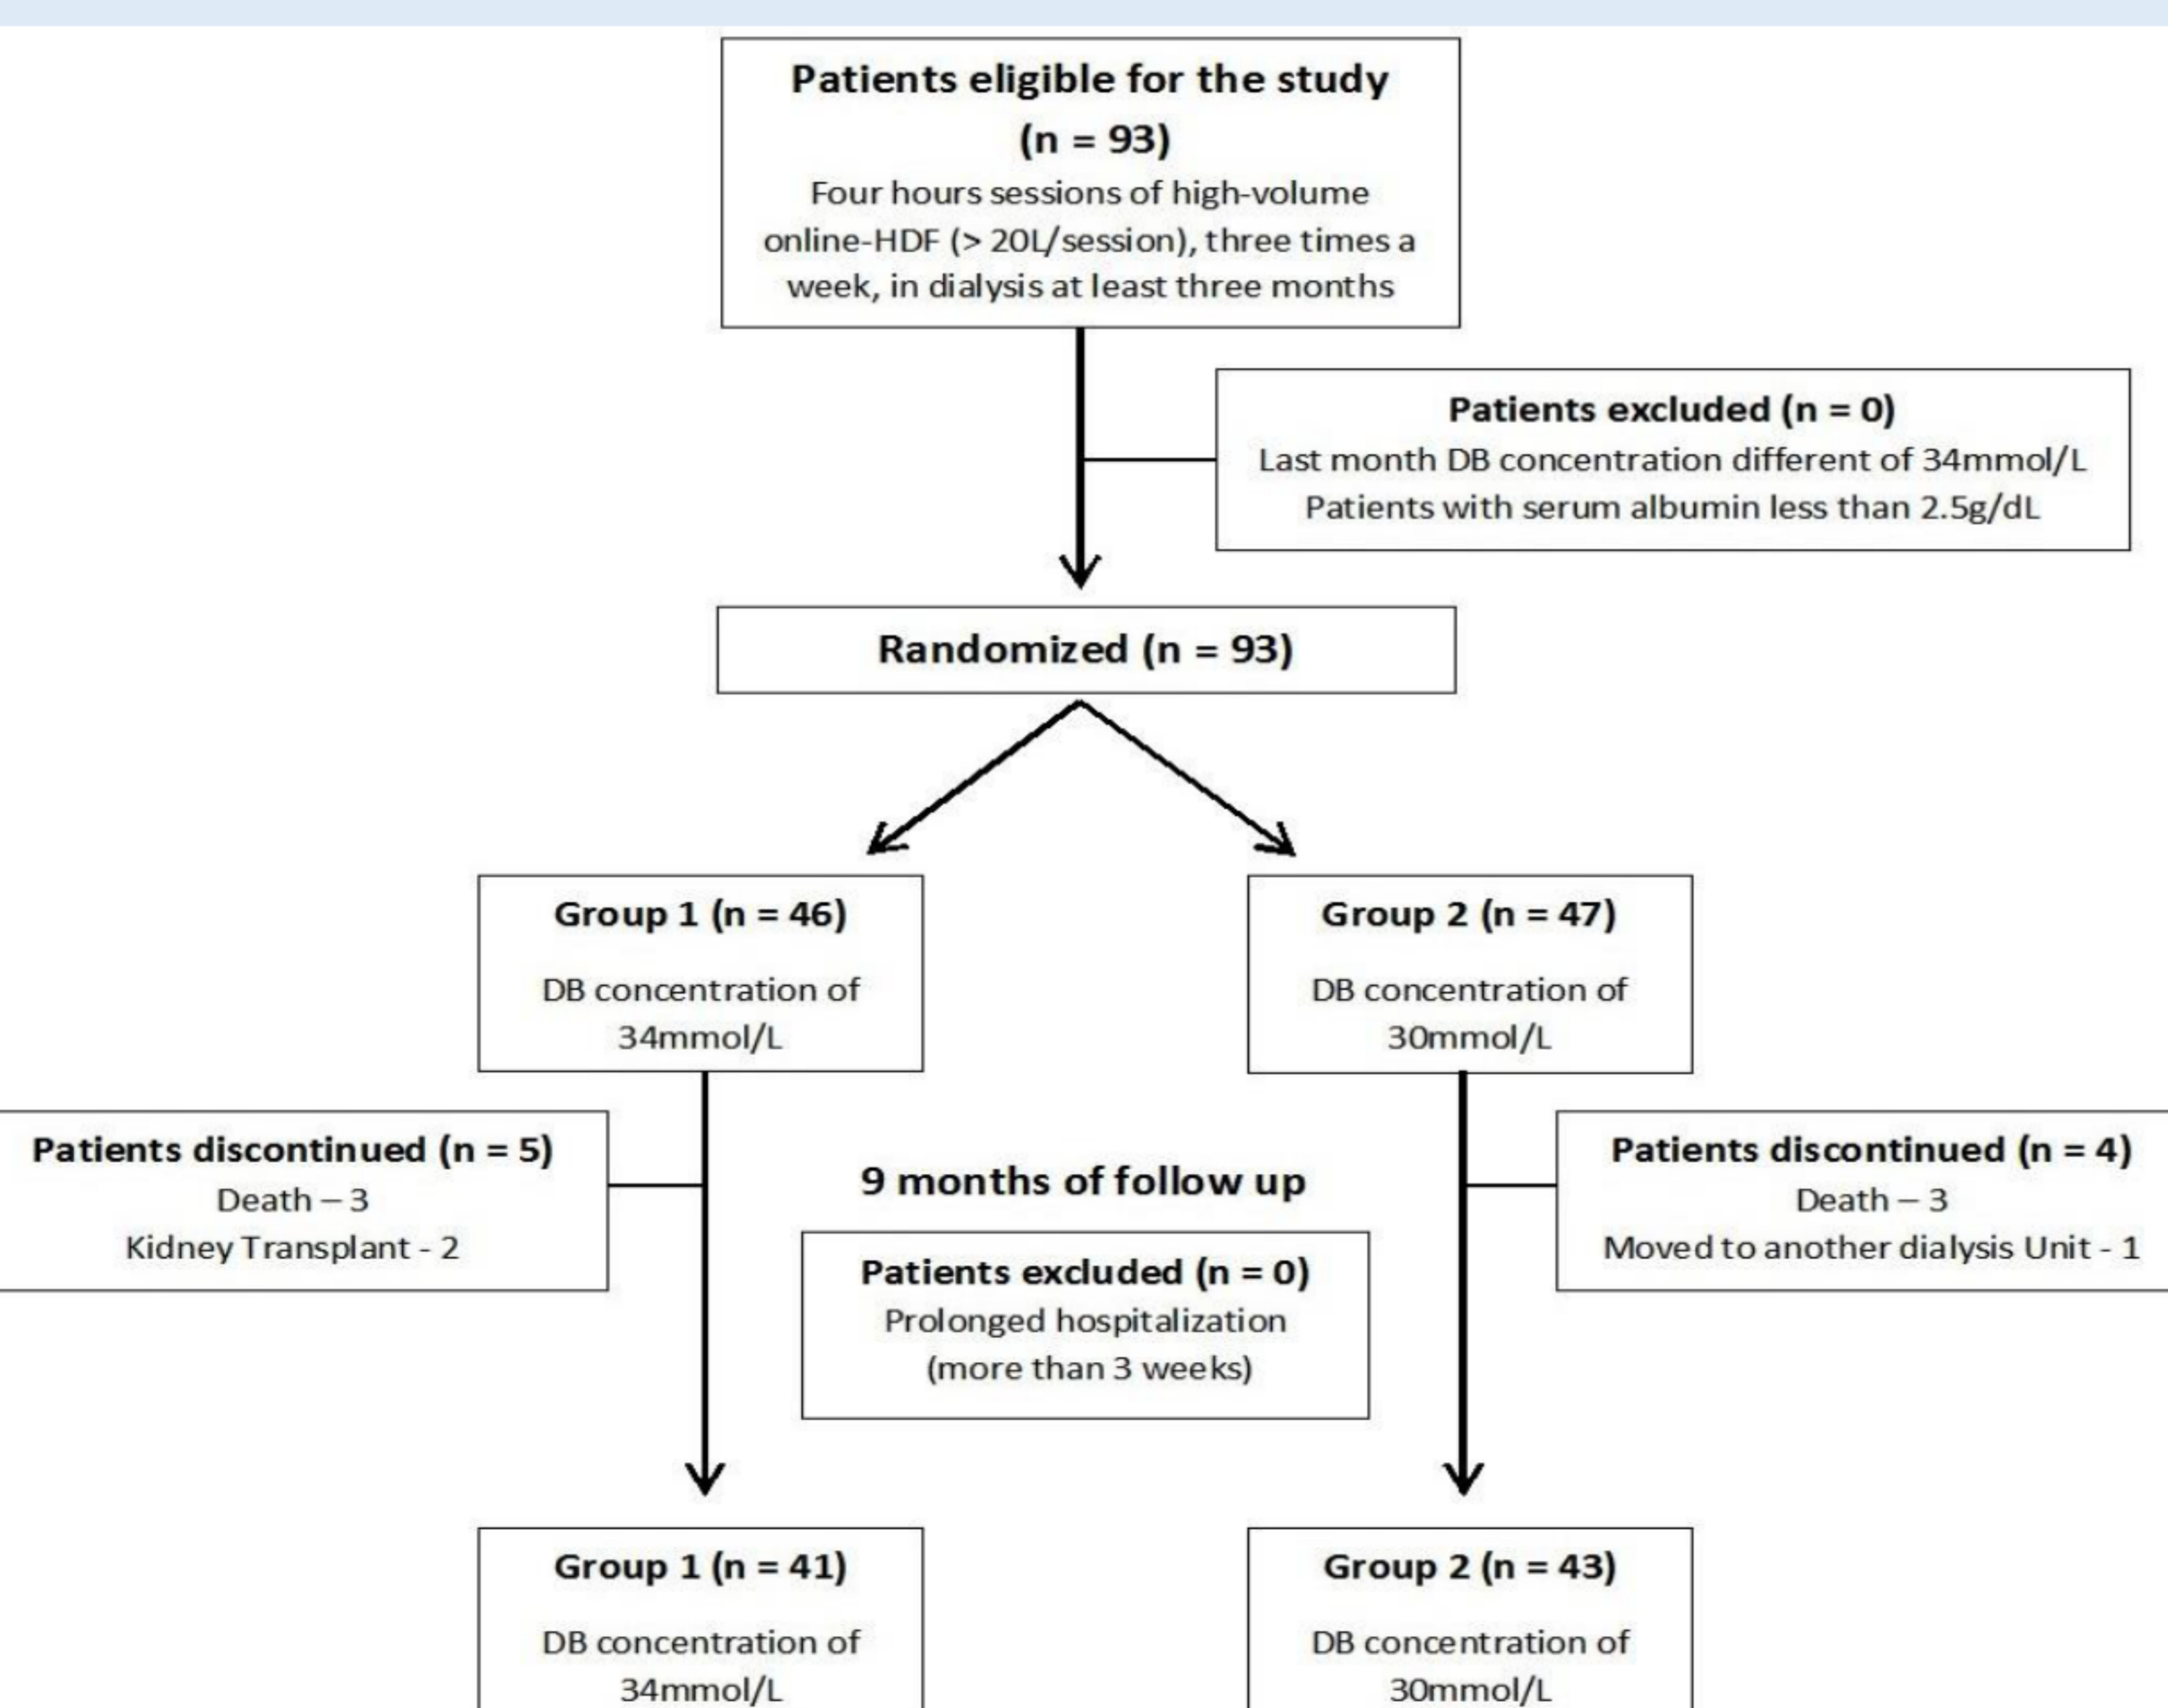 Patients eligible for the study
(n = 93)
Four hours sessions of high-volume
online-HDF (> 20L/session), three times a
week, in dialysis at least three months
Patients excluded (n = 0)
Last month DB concentration different of 34mmol/L
Patients with serum albumin less than 2.5g/dL
Randomized (n = 93)
Group 1 (n = 46)
DB concentration of
34mmol/L
Group 2 (n = 47)
DB concentration of
30mmol/L
Patients discontinued (n = 5)
Death – 3
Kidney Transplant - 2
9 months of follow up
Patients excluded (n = 0)
Prolonged hospitalization
(more than 3 weeks)
Patients discontinued (n = 4)
Death – 3
Moved to another dialysis Unit - 1
Group 1 (n = 41)
DB concentration of
34mmol/L
Group 2 (n = 43)
DB concentration of
30mmol/L